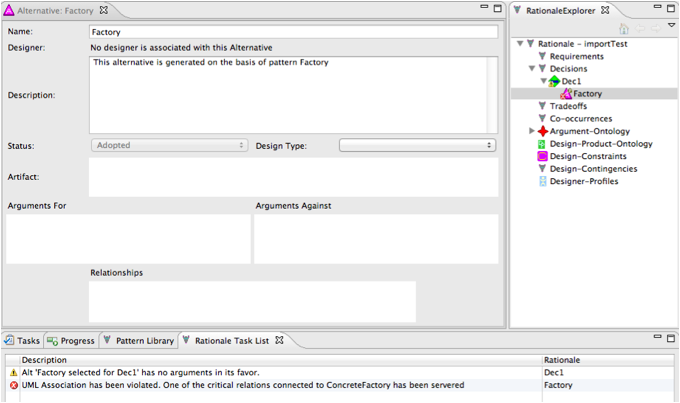 Alternative: Factory
Name: Factory
Designer: No designer is associated with this Alternative
Description: This alternative is generated on the basis of pattern Factory
Status: Adopted Design Type:
Artifact:
Arguments For Arguments Against
Relationships
RationaleExplorer
Rationale - importTest
Requirements
Decisions
Dec1
Factory
Tradeoffs
Co-occurrences
Argument-Ontology
Design-Product-Ontology
Design-Constraints
Design-Contingencies
Designer-Profiles
Tasks Progress Pattern Library Rationale Task List
Description Rationale
Alt 'Factory selected for Dec1' has no arguments in its favor. Dec1
UML Association has been violated. One of the critical relations connected to ConcreteFactory has been servered Factory